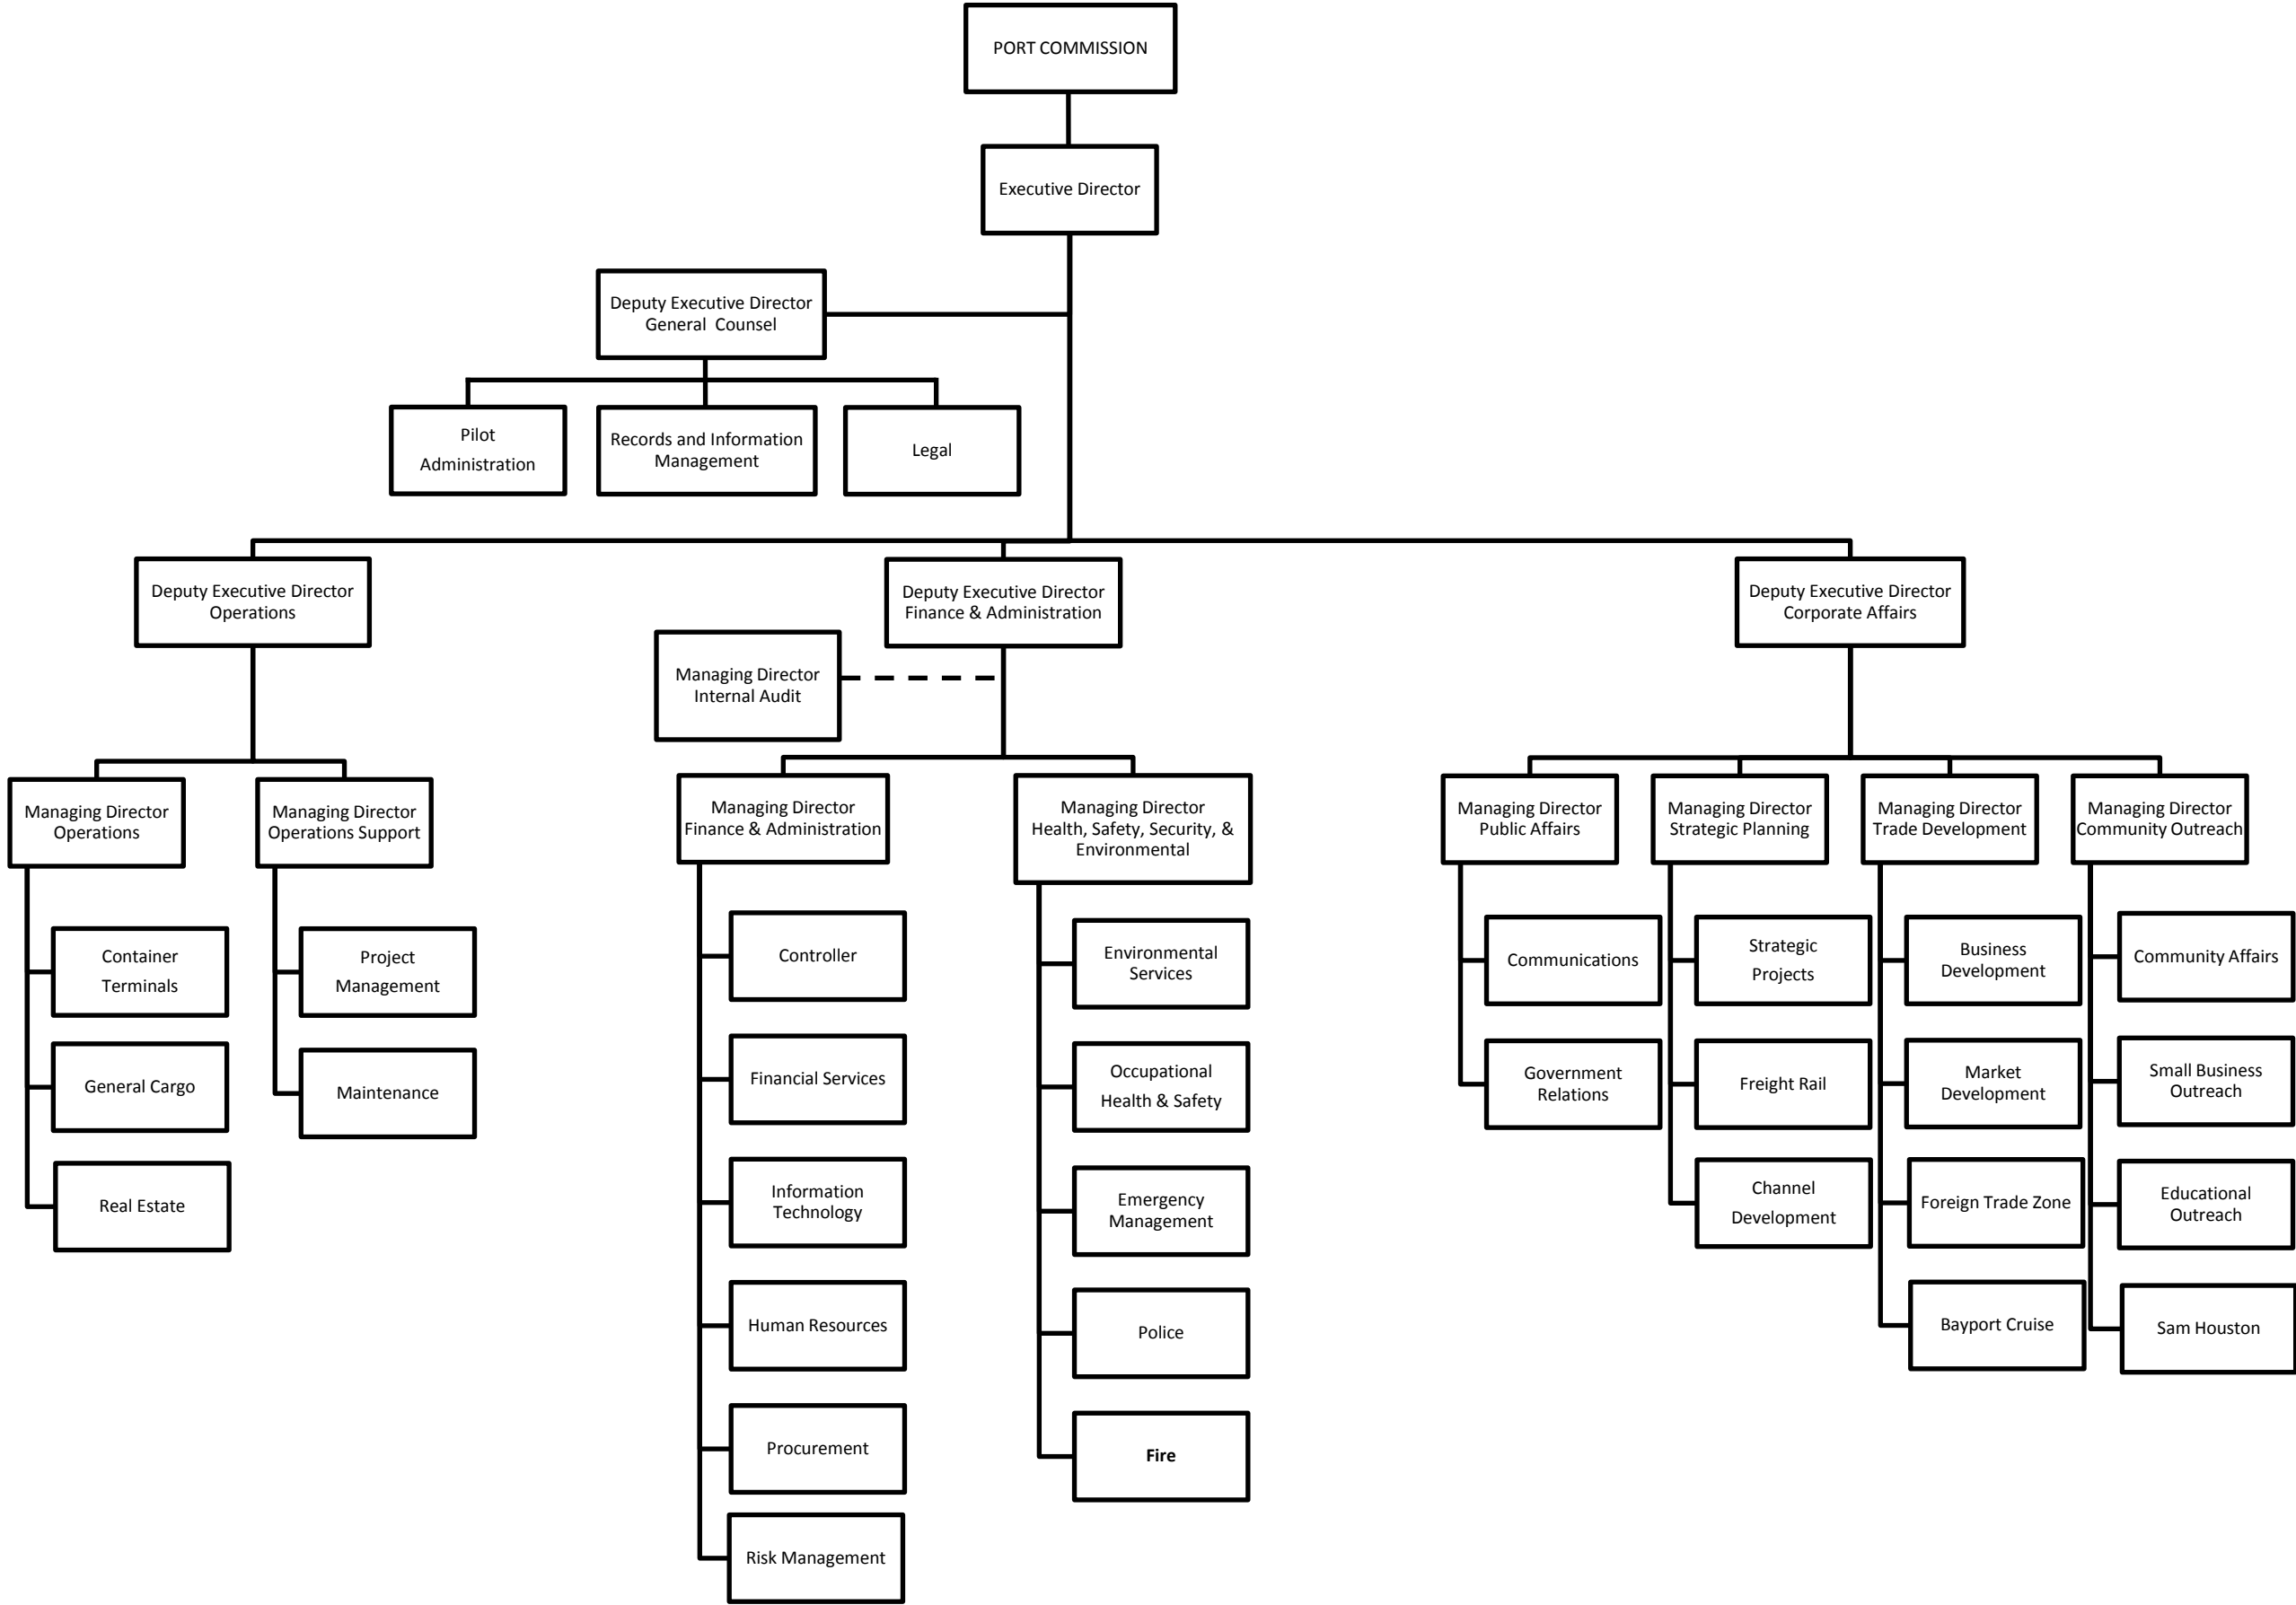 PORT COMMISSION
Executive Director
Deputy Executive Director
General  Counsel
Pilot
Administration
Records and Information
Management
Legal
Deputy Executive Director
Operations
Deputy Executive Director
Finance & Administration
Deputy Executive Director
Corporate Affairs
Managing Director
Internal Audit
Managing Director
Operations
Managing Director
Operations Support
Managing Director
Finance & Administration
Managing Director
Health, Safety, Security, &
Environmental
Managing Director
Public Affairs
Managing Director
Strategic Planning
Managing Director
Trade Development
Managing Director
Community Outreach
Container
Terminals
General Cargo
Real Estate
Project
Management
Maintenance
Controller
Financial Services
Information
Technology
Human Resources
Procurement
Risk Management
Environmental
Services
Occupational
Health & Safety
Emergency
Management
Police
Fire
Communications
Government
Relations
Strategic
Projects
Freight Rail
Channel
Development
Business
Development
Market
Development
Foreign Trade Zone
Bayport Cruise
Community Affairs
Small Business
Outreach
Educational
Outreach
Sam Houston